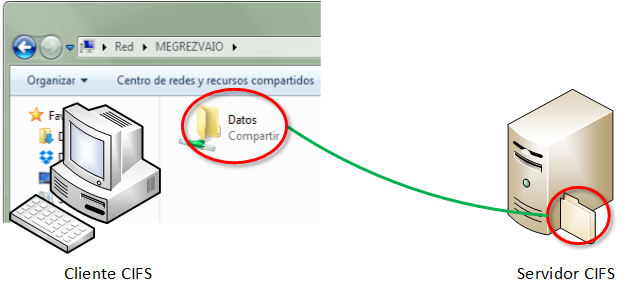 Red MEGREZVAIO
Organizar Centro de redes y recursos compartidos
Datos
Compartir
Cliente CIFS
Servidor CIFS